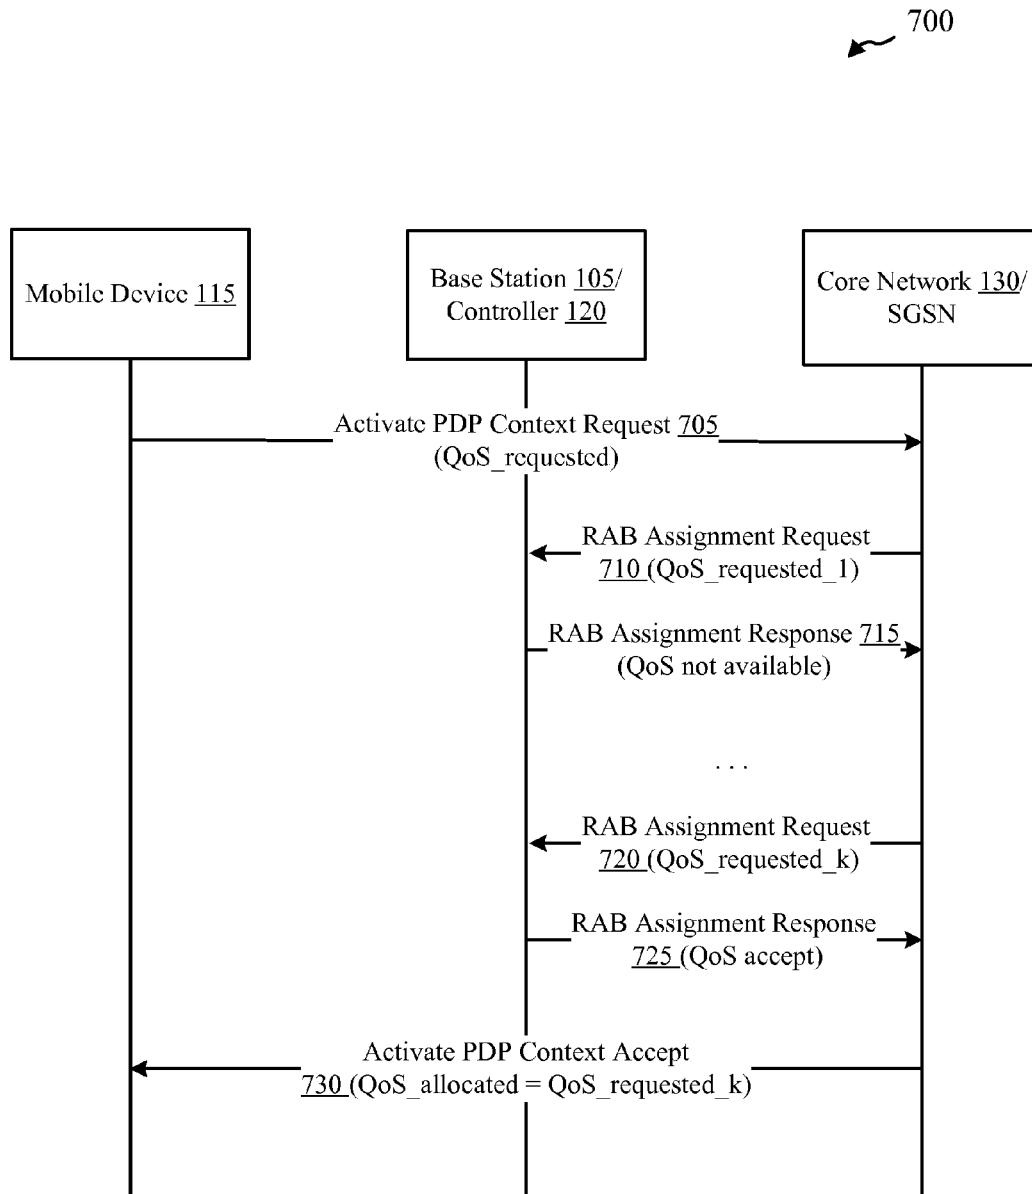 700
Mobile Device 115
Base Station 105/
Controller 120
Core Network 130/
SGSN
Activate PDP Context Request 705
(QoS_requested)
RAB Assignment Request
710 (QoS_requested_1)
RAB Assignment Response 715
(QoS not available)
. . .
RAB Assignment Request
720 (QoS_requested_k)
RAB Assignment Response
725 (QoS accept)
Activate PDP Context Accept
730 (QoS_allocated = QoS_requested_k)